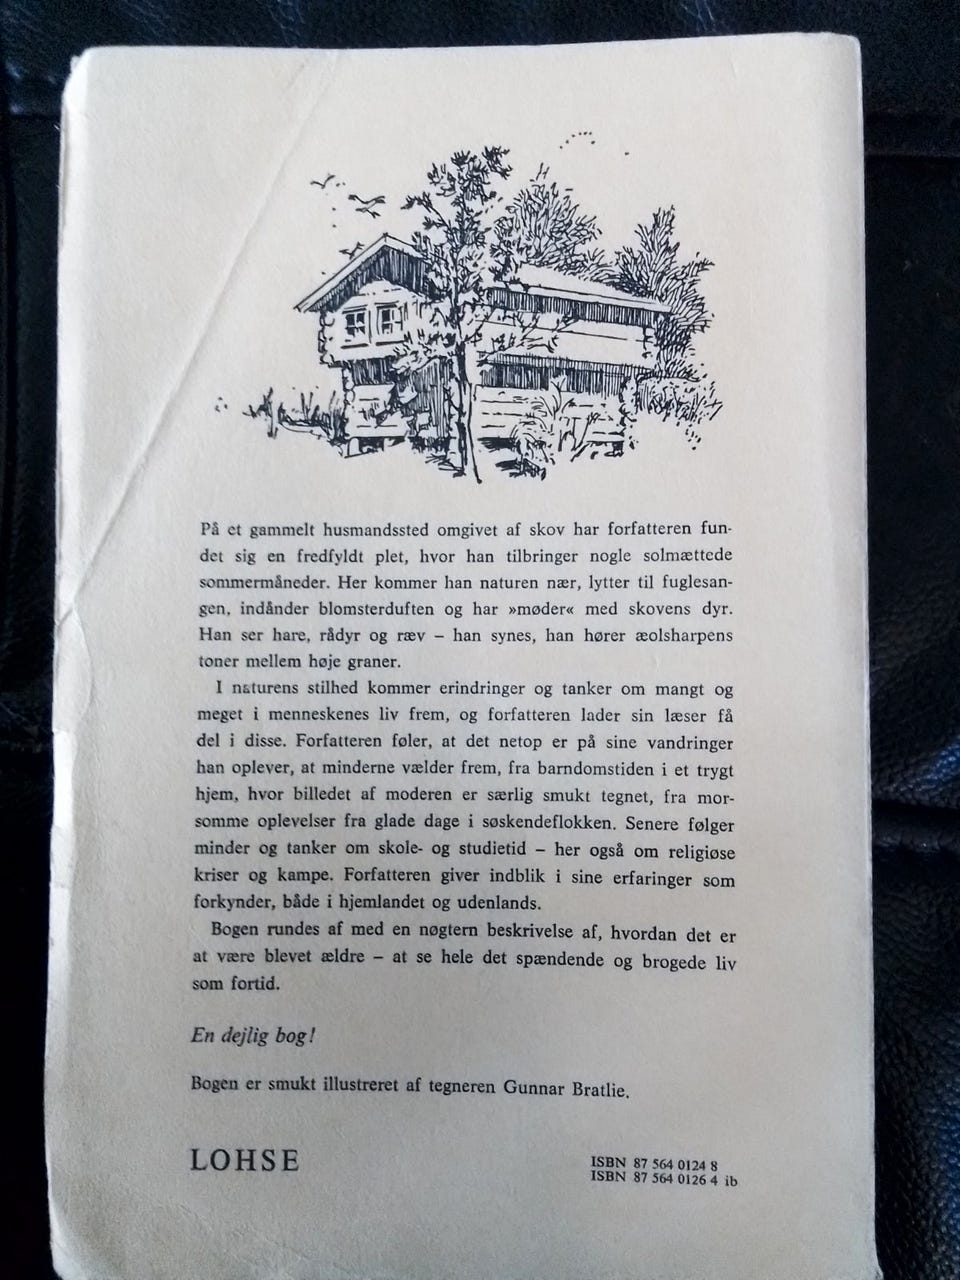 På et gammelt husmandssted omgivet af skov har forfatteren fun-
det sig en fredfyldt plet, hvor han tilbringer nogle solmættede
sommermåneder. Her kommer han naturen nær, lytter til fuglesan-
gen, indånder blomsterduften og har »møder« med skovens dyr.
Han ser hare, rådyr og ræv – han synes, han hører æolsharpens
toner mellem høje graner.
I naturens stilhed kommer erindringer og tanker om mangt og
meget i menneskenes liv frem, og forfatteren lader sin læser få
del i disse. Forfatteren føler, at det netop er på sine vandringer
han oplever, at minderne vælder frem, fra barndomstiden i et trygt
hjem, hvor billedet af moderen er særlig smukt tegnet, fra mor-
somme oplevelser fra glade dage i søskendeflokken. Senere følger
minder og tanker om skole- og studietid – her også om religiøse
kriser og kampe. Forfatteren giver indblik i sine erfaringer som
forkynder, både i hjemlandet og udenlands.
Bogen rundes af med en nøgtern beskrivelse af, hvordan det er
at være blevet ældre – at se hele det spændende og brogede liv
som fortid.
En dejlig bog!
Bogen er smukt illustreret af tegneren Gunnar Bratlie.
LOHSE
ISBN 87 564 0124 8
ISBN 87 564 0126 4 ib